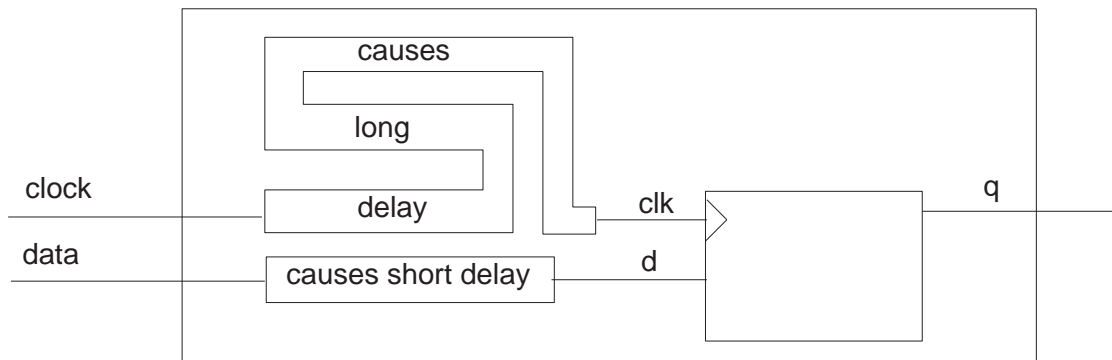 causes
long
delay
clock
data
causes short delay
clk
d
q